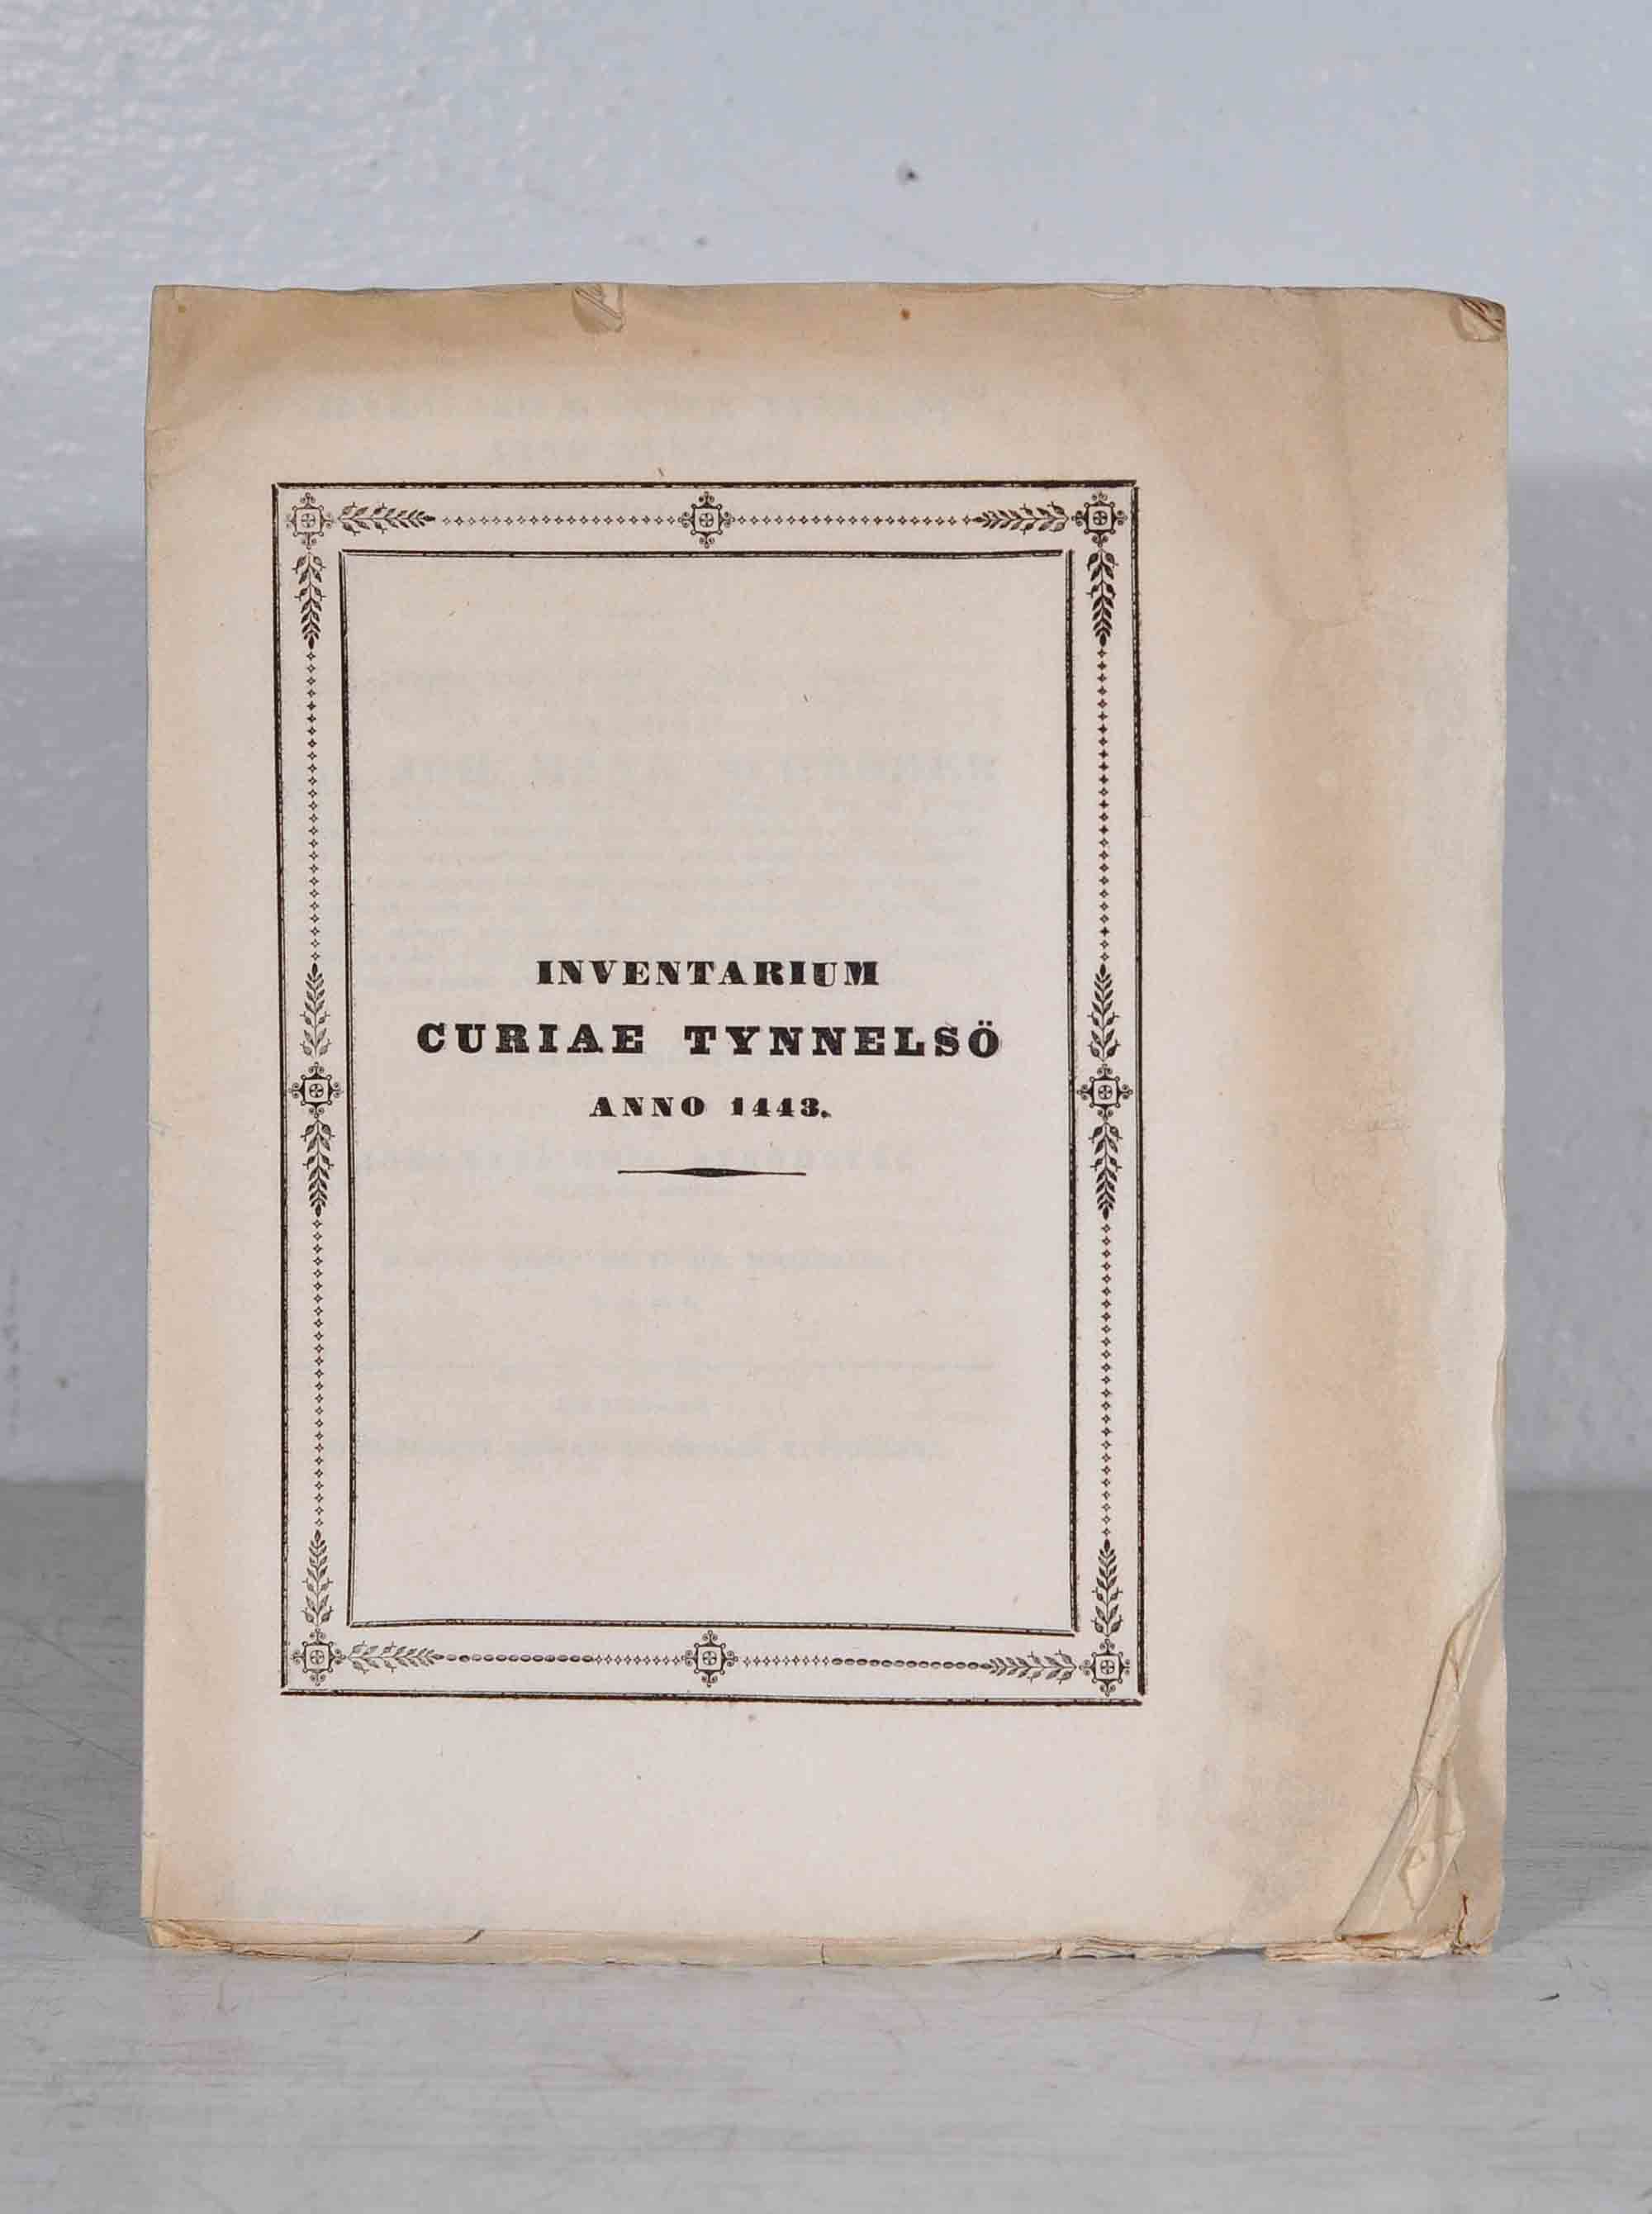 INVENTARIUM
CURIAE TYNNELSÖ
ANNO 1443.